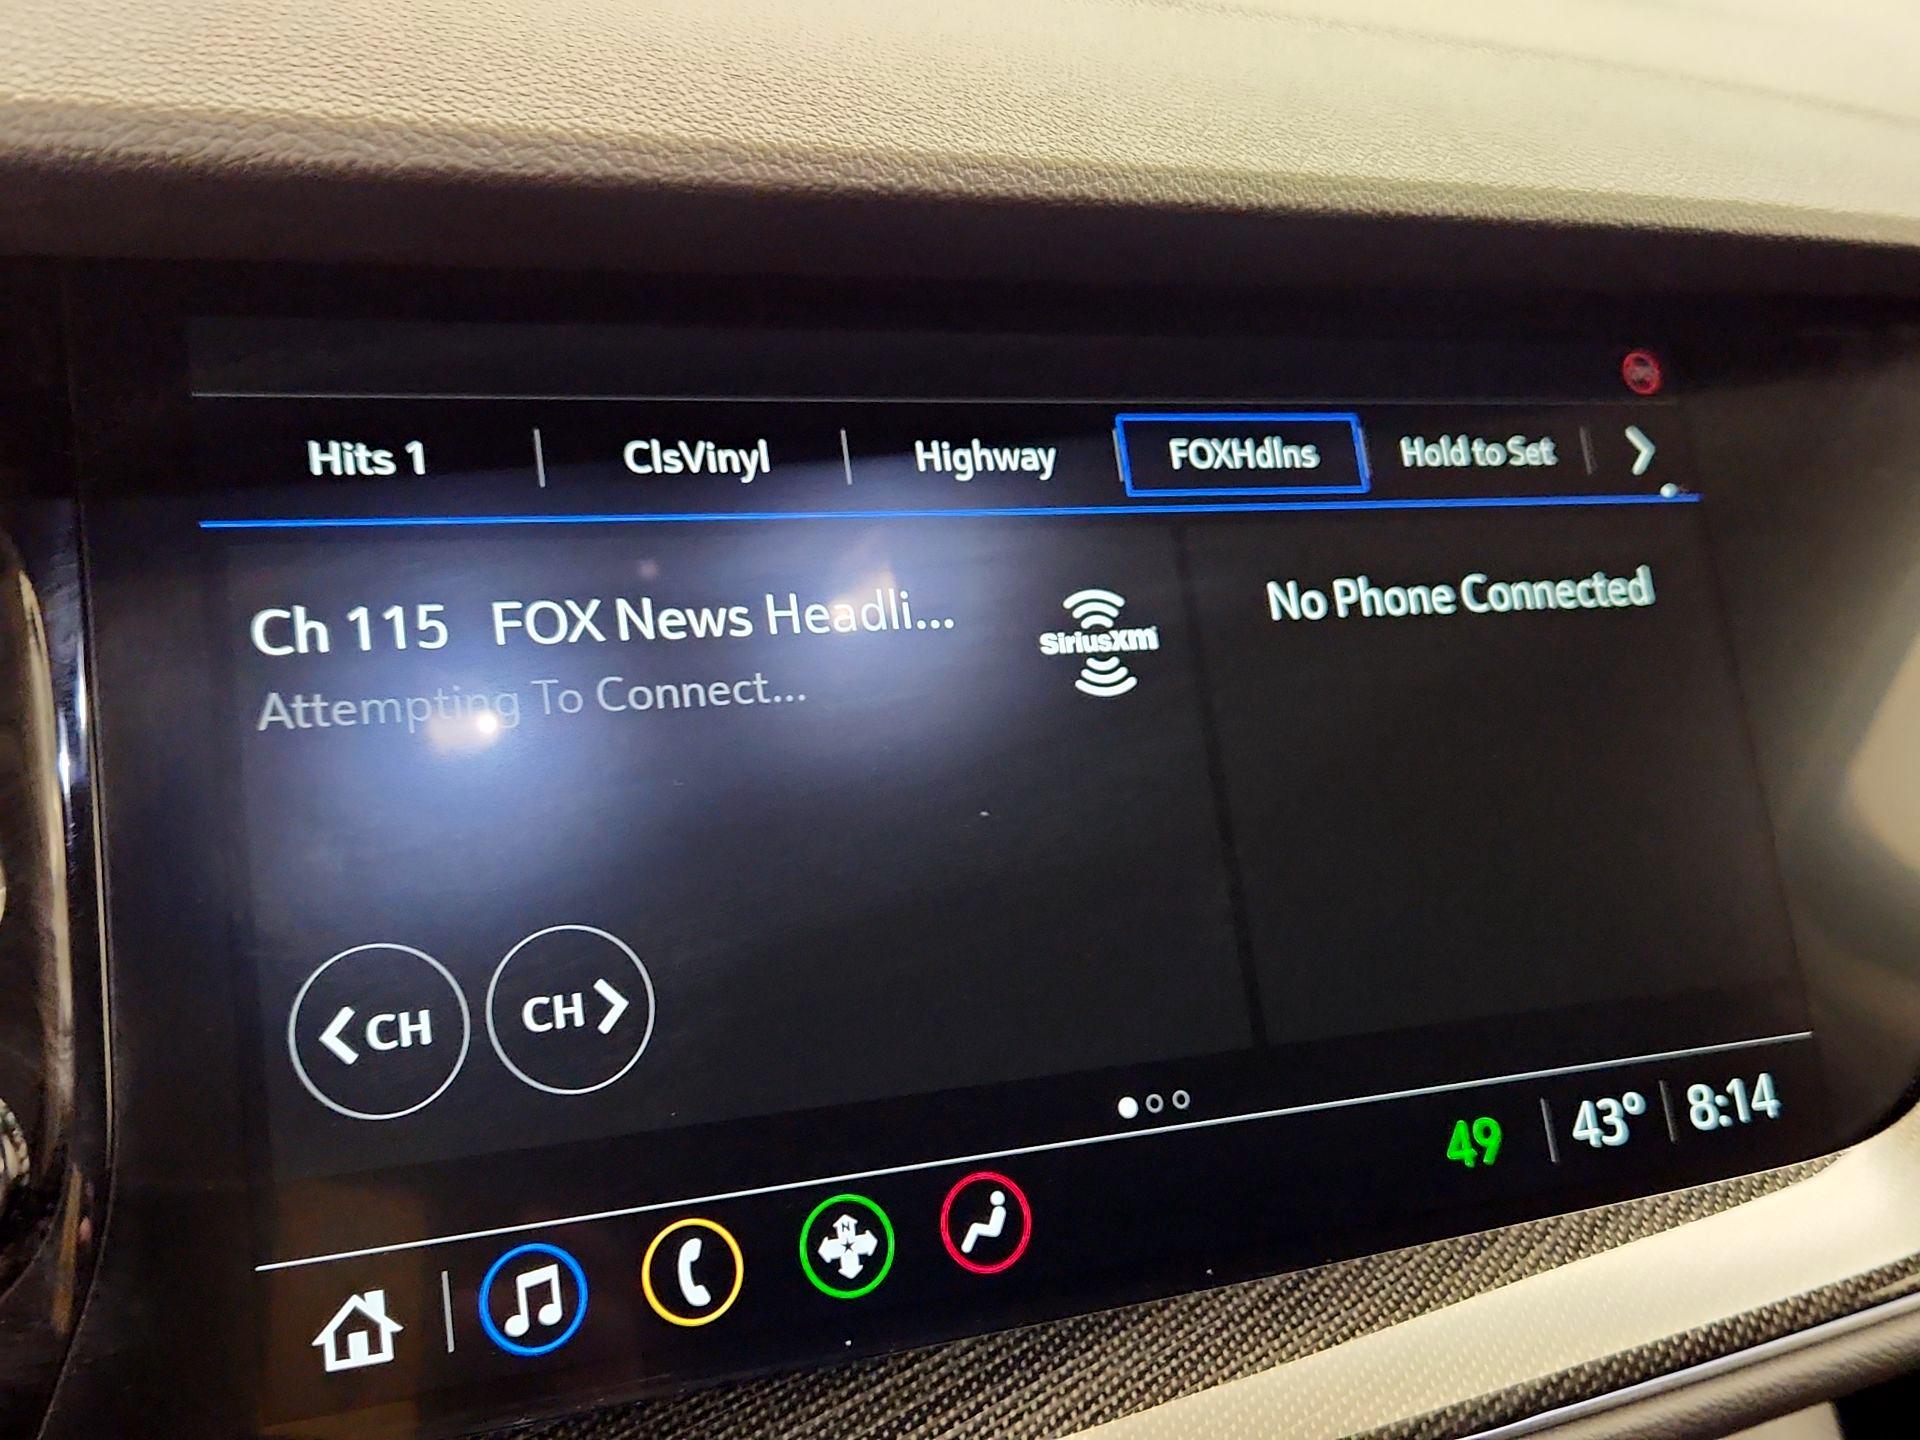 Hits 1 ClsVinyl Highway FOXHdlns Hold to Set
Ch 115 FOX News Headli...
Attempting To Connect...
SiriusXm
No Phone Connected
CH CH
49 43° 8:14
N